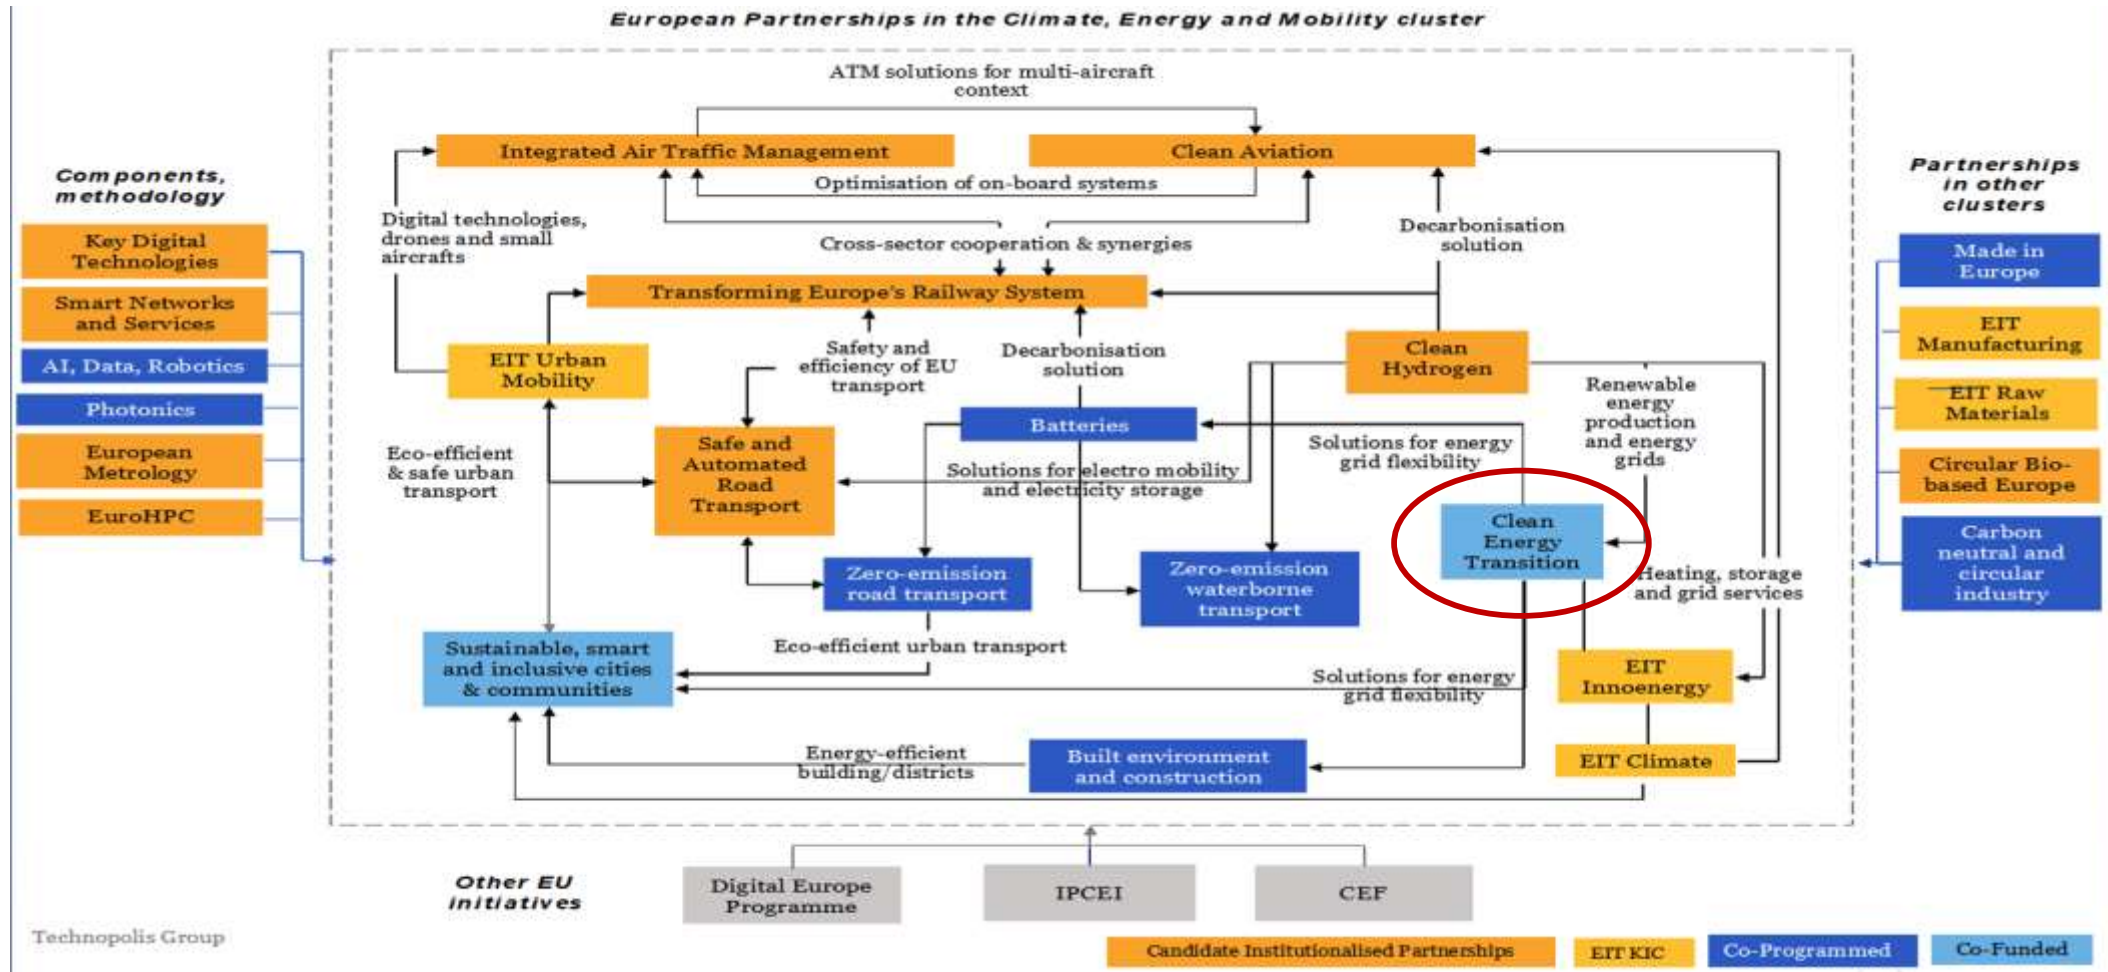 European Partnerships in the Climate, Energy and Mobility cluster
ATM solutions for multi-aircraft
context
Integrated Air Traffic Management
Clean Aviation
Optimisation of on-board systems
Components,
methodology
Key Digital
Technologies
Smart Networks
and Services
AI, Data, Robotics
Photonics
European
Metrology
EuroHPC
Digital technologies,
drones and small
aircrafts
Cross-sector cooperation & synergies
Decarbonisation
solution
Transforming Europe's Railway System
EIT Urban
Mobility
Safety and
efficiency of EU
transport
Decarbonisation
solution
Clean
Hydrogen
Renewable
energy
production
and energy
grids
Batteries
Eco-efficient
& safe urban
transport
Safe and
Automated
Road
Transport
Solutions for electro mobility
and electricity storage
Solutions for energy
grid flexibility
Clean
Energy
Transition
Zero-emission
road transport
Zero-emission
waterborne
transport
Heating, storage
and grid services
Sustainable, smart
and inclusive cities
& communities
Eco-efficient urban transport
Solutions for energy
grid flexibility
EIT
Innoenergy
Energy-efficient
building/districts
Built environment
and construction
EIT Climate
Partnerships
in other
clusters
Made in
Europe
EIT
Manufacturing
EIT Raw
Materials
Circular Bio-
based Europe
Carbon
neutral and
circular
industry
Other EU
initiatives
Digital Europe
Programme
IPCEI
CEF
Technopolis Group
Candidate Institutionalised Partnerships
EIT KIC
Co-Programmed
Co-Funded